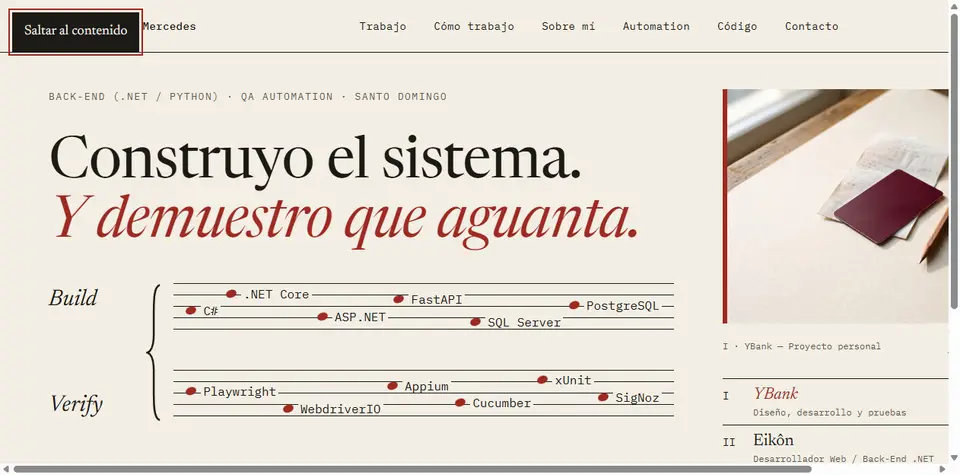 Saltar al contenido
Mercedes
Trabajo
Cómo trabajo
Sobre mí
Automation
Código
Contacto
BACK-END (.NET / PYTHON) · QA AUTOMATION · SANTO DOMINGO
Construyo el sistema.
Y demuestro que aguanta.
Build
.NET Core
FastAPI
PostgreSQL
C#
ASP.NET
SQL Server
Verify
Playwright
Appium
xUnit
SigNoz
WebdriverIO
Cucumber
I · YBank — Proyecto personal
I
YBank
Diseño, desarrollo y pruebas
II
Eikôn
Desarrollador Web / Back-End .NET